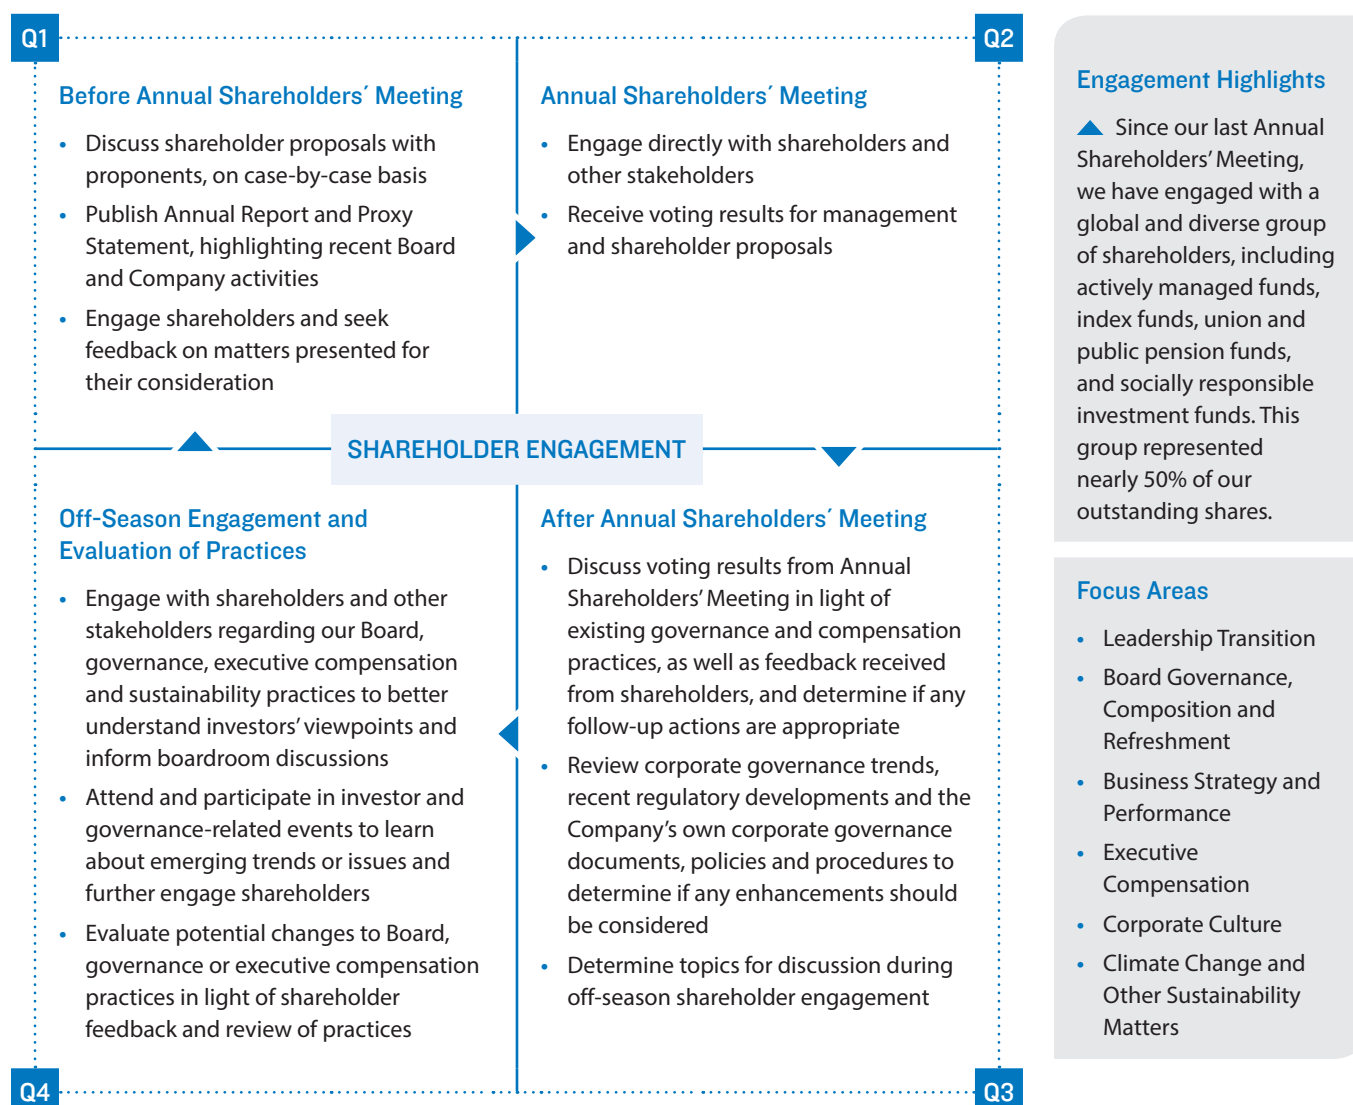 Q1
Before Annual Shareholders´ Meeting
• Discuss shareholder proposals with
proponents, on case-by-case basis
• Publish Annual Report and Proxy
Statement, highlighting recent Board
and Company activities
• Engage shareholders and seek
feedback on matters presented for
their consideration
Q2
Annual Shareholders´ Meeting
• Engage directly with shareholders and
other stakeholders
• Receive voting results for management
and shareholder proposals
SHAREHOLDER ENGAGEMENT
Off-Season Engagement and
Evaluation of Practices
• Engage with shareholders and other
stakeholders regarding our Board,
governance, executive compensation
and sustainability practices to better
understand investors’ viewpoints and
inform boardroom discussions
• Attend and participate in investor and
governance-related events to learn
about emerging trends or issues and
further engage shareholders
• Evaluate potential changes to Board,
governance or executive compensation
practices in light of shareholder
feedback and review of practices
Q4
After Annual Shareholders´ Meeting
• Discuss voting results from Annual
Shareholders’ Meeting in light of
existing governance and compensation
practices, as well as feedback received
from shareholders, and determine if any
follow-up actions are appropriate
• Review corporate governance trends,
recent regulatory developments and the
Company’s own corporate governance
documents, policies and procedures to
determine if any enhancements should
be considered
• Determine topics for discussion during
off-season shareholder engagement
Q3
Engagement Highlights
Since our last Annual
Shareholders’ Meeting,
we have engaged with a
global and diverse group
of shareholders, including
actively managed funds,
index funds, union and
public pension funds,
and socially responsible
investment funds. This
group represented
nearly 50% of our
outstanding shares.
Focus Areas
• Leadership Transition
• Board Governance,
Composition and
Refreshment
• Business Strategy and
Performance
• Executive
Compensation
• Corporate Culture
• Climate Change and
Other Sustainability
Matters